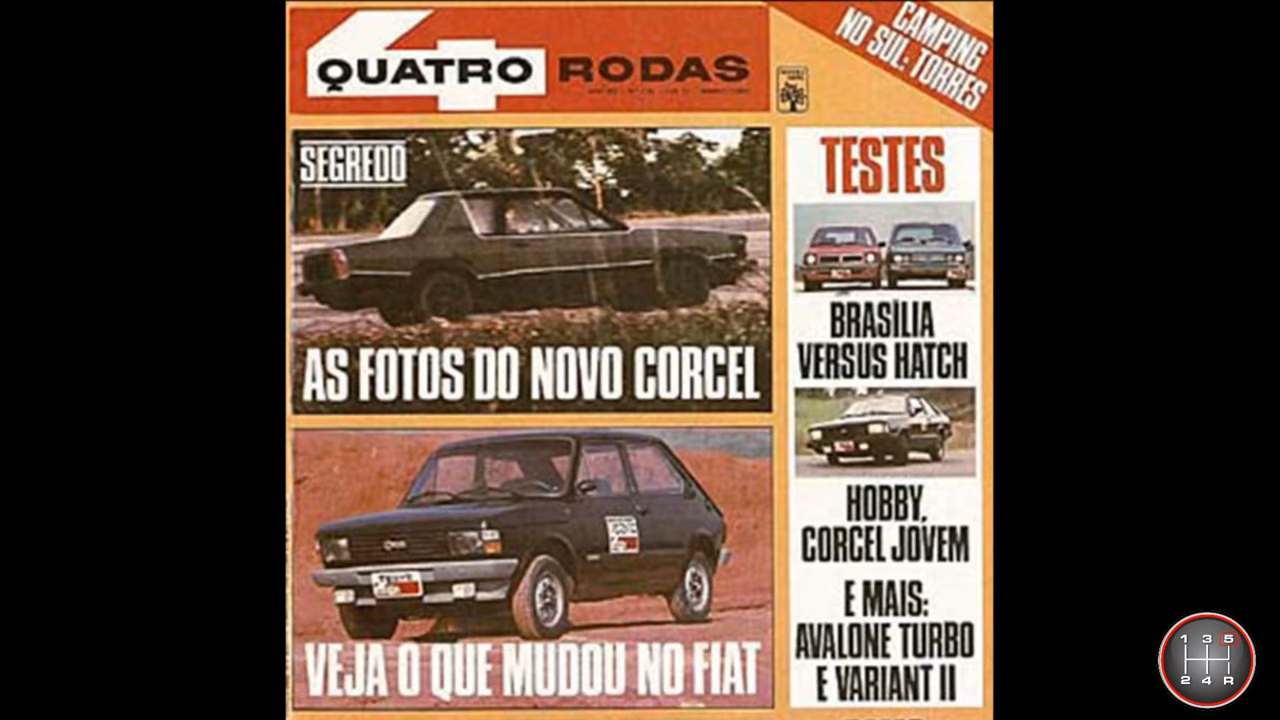 QUATRO RODAS
CAMPING
NO SUL: TORRES
SEGREDO
AS FOTOS DO NOVO CORCEL
VEJA O QUE MUDOU NO FIAT
TESTES
BRASÍLIA
VERSUS HATCH
HOBBY,
CORCEL JOVEM
E MAIS:
AVALONE TURBO
E VARIANT II
1 3 5
2 4 R